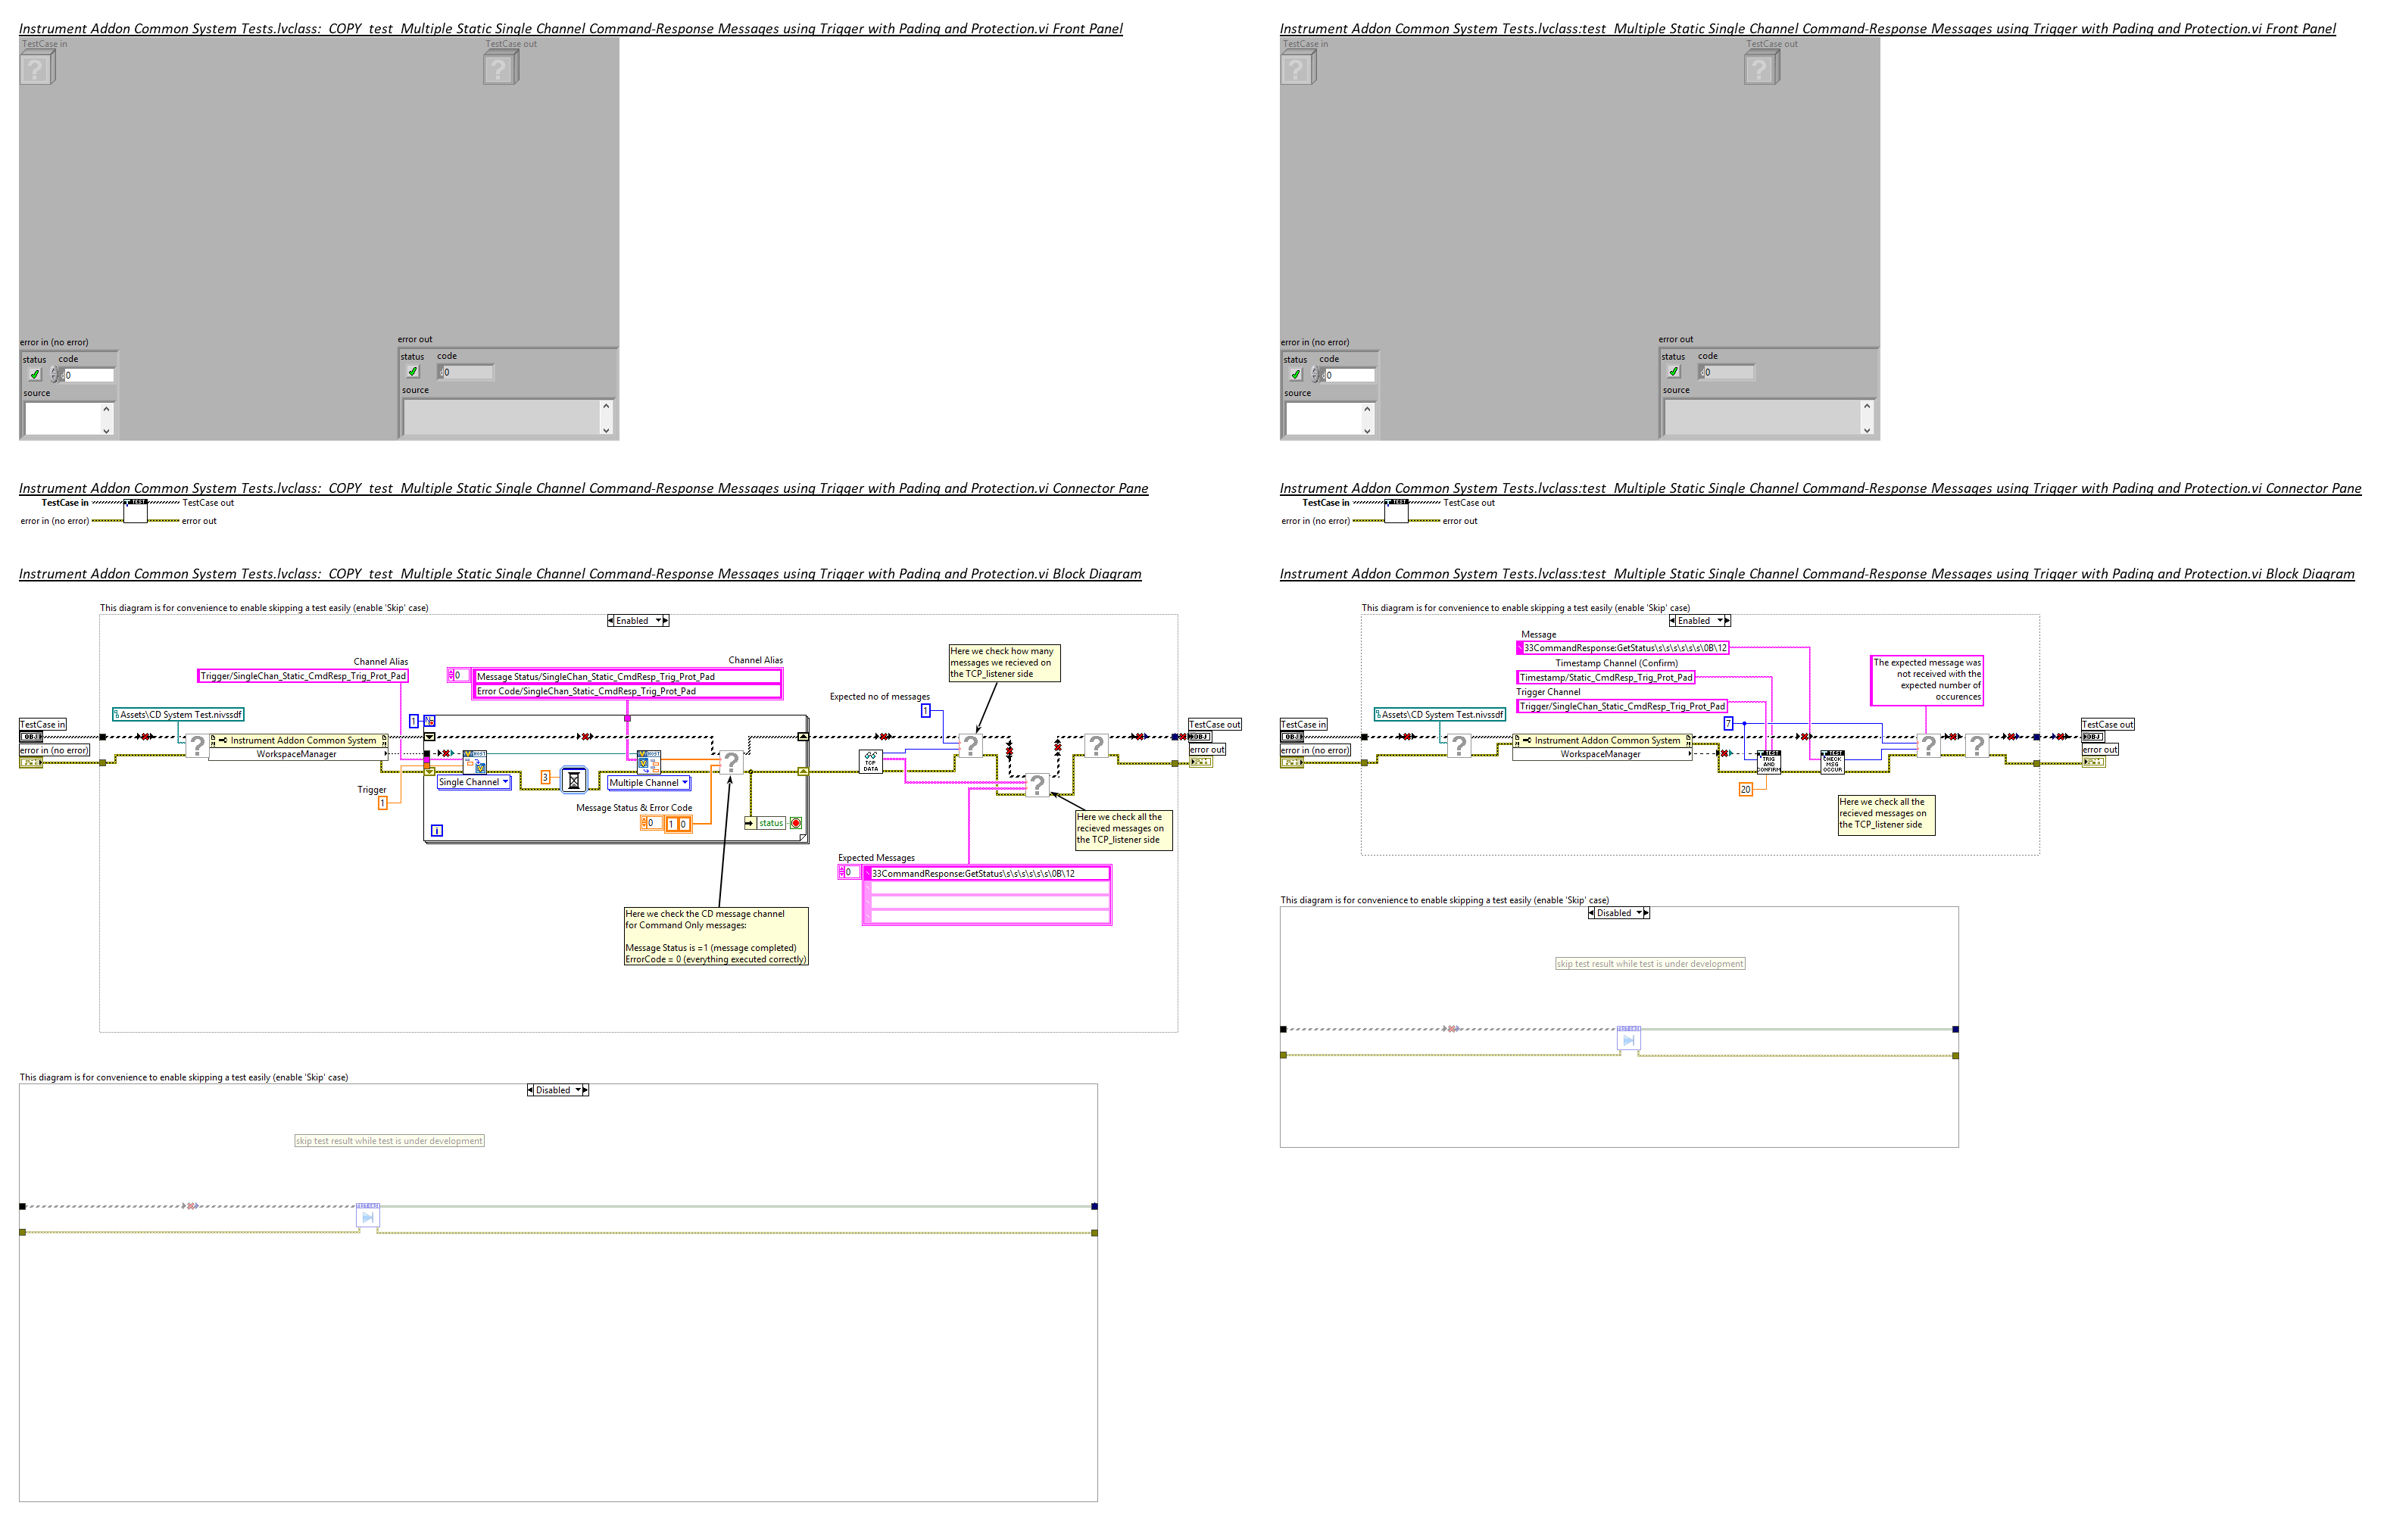 Instrument Addon Common System Tests.lvclass:_COPY_test_Multiple Static Single Channel Command-Response Messages using Trigger with Pading and Protection.vi Front Panel
TestCase in
TestCase out
error in (no error)
status code
0
source
error out
status code
0
source
Instrument Addon Common System Tests.lvclass:_COPY_test_Multiple Static Single Channel Command-Response Messages using Trigger with Pading and Protection.vi Connector Pane
TestCase in
TestCase out
error in (no error)
error out
Instrument Addon Common System Tests.lvclass:_COPY_test_Multiple Static Single Channel Command-Response Messages using Trigger with Pading and Protection.vi Block Diagram
This diagram is for convenience to enable skipping a test easily (enable 'Skip' case)
Enabled
Channel Alias
Trigger/SingleChan_Static_CmdResp_Trig_Prot_Pad
Channel Alias
0
Message Status/SingleChan_Static_CmdResp_Trig_Prot_Pad
Error Code/SingleChan_Static_CmdResp_Trig_Prot_Pad
Here we check how many
messages we recieved on
the TCP_listener side
Expected no of messages
1
Assets\CD System Test.nivssdf
1
TestCase in
OBJ
error in (no error)
Instrument Addon Common System
WorkspaceManager
Single Channel
3
Multiple Channel
Trigger
1
Message Status & Error Code
0 1 0
status
i
TCP
DATA
TestCase out
OBJ
error out
Here we check all the
recieved messages on
the TCP_listener side
Expected Messages
0
33CommandResponse:GetStatus\s\s\s\s\s\s\0B\12
Here we check the CD message channel
for Command Only messages:
Message Status is =1 (message completed)
ErrorCode = 0 (everything executed correctly)
This diagram is for convenience to enable skipping a test easily (enable 'Skip' case)
Disabled
skip test result while test is under development
Instrument Addon Common System Tests.lvclass:test_Multiple Static Single Channel Command-Response Messages using Trigger with Pading and Protection.vi Front Panel
TestCase in
TestCase out
error in (no error)
status code
0
source
error out
status code
0
source
Instrument Addon Common System Tests.lvclass:test_Multiple Static Single Channel Command-Response Messages using Trigger with Pading and Protection.vi Connector Pane
TestCase in
TestCase out
error in (no error)
error out
Instrument Addon Common System Tests.lvclass:test_Multiple Static Single Channel Command-Response Messages using Trigger with Pading and Protection.vi Block Diagram
This diagram is for convenience to enable skipping a test easily (enable 'Skip' case)
Enabled
Message
33CommandResponse:GetStatus\s\s\s\s\s\s\0B\12
Timestamp Channel (Confirm)
Timestamp/Static_CmdResp_Trig_Prot_Pad
Trigger Channel
Trigger/SingleChan_Static_CmdResp_Trig_Prot_Pad
The expected message was
not received with the
expected number of
occurences
Assets\CD System Test.nivssdf
7
TestCase in
OBJ
error in (no error)
Instrument Addon Common System
WorkspaceManager
TEST
TRIG
AND
CONFIRM
TEST
CHECK
MSG
OCCUR
20
TestCase out
OBJ
error out
Here we check all the
recieved messages on
the TCP_listener side
This diagram is for convenience to enable skipping a test easily (enable 'Skip' case)
Disabled
skip test result while test is under development